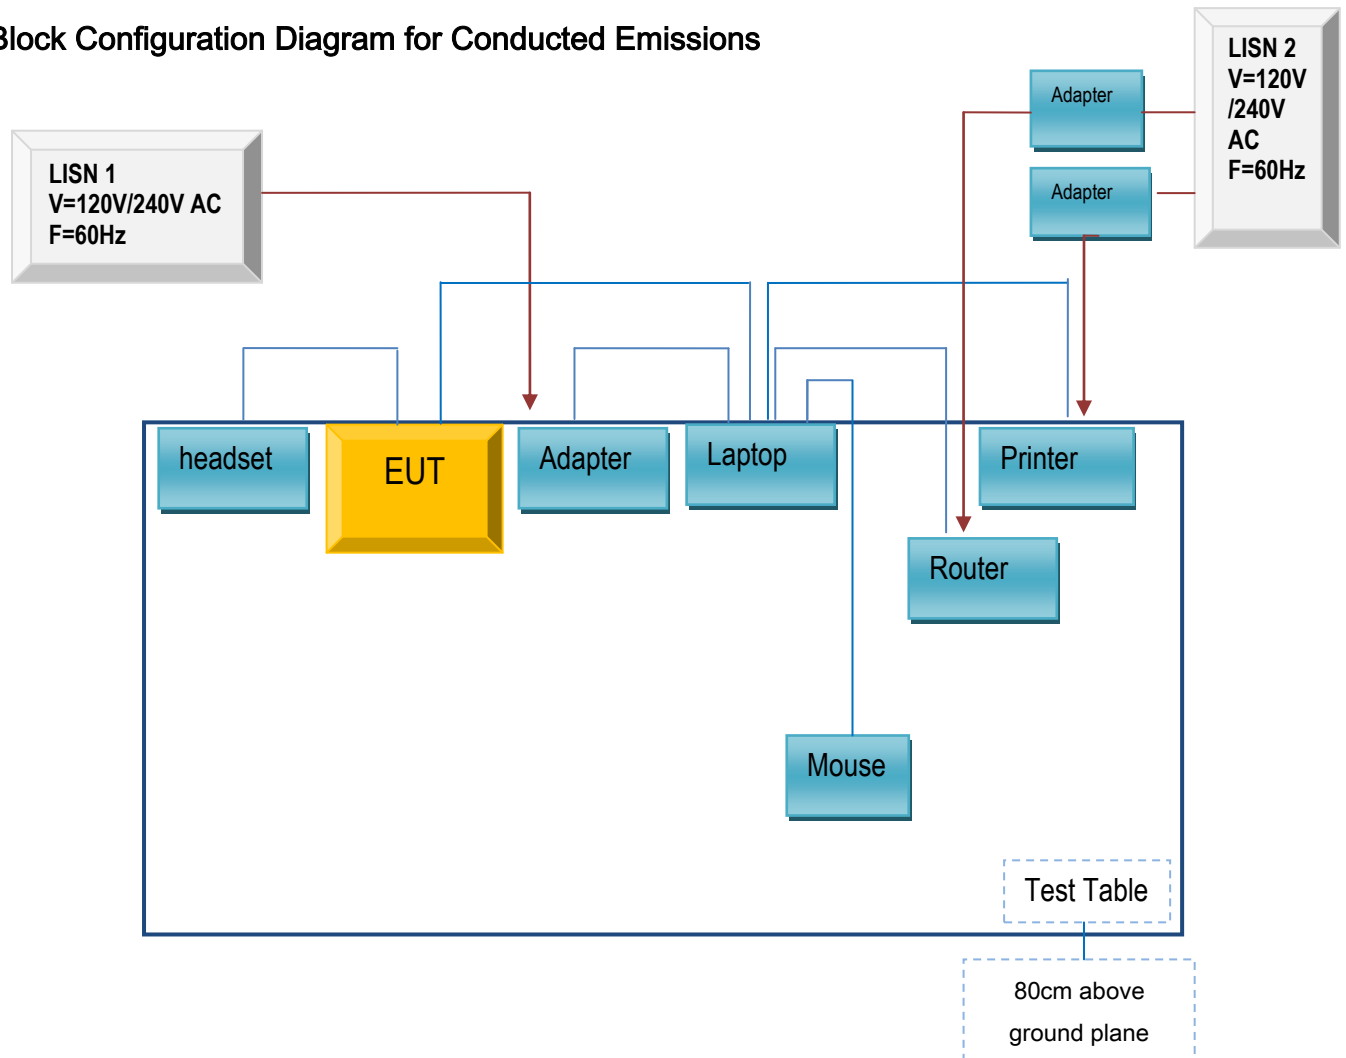 Block Configuration Diagram for Conducted Emissions
LISN 2
V=120V
/240V
AC
F=60Hz
Adapter
Adapter
LISN 1
V=120V/240V AC
F=60Hz
headset
EUT
Adapter
Laptop
Printer
Router
Mouse
Test Table
80cm above
ground plane